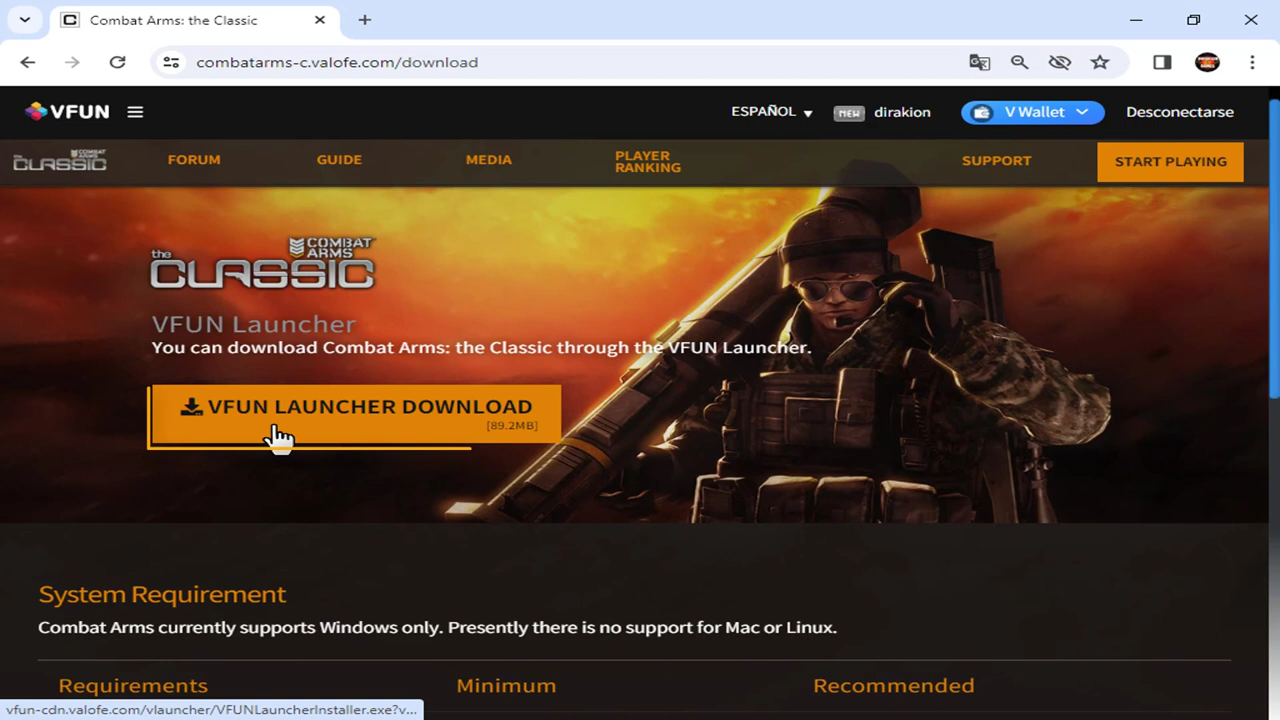 Combat Arms: the Classic
combatarms-c.valofe.com/download
VFUN
ESPAÑOL
NEW
dirakion
V Wallet
Desconectarse
the CLASSIC COMBAT ARMS
FORUM
GUIDE
MEDIA
PLAYER
RANKING
SUPPORT
START PLAYING
COMBAT
ARMS
the
CLASSIC
VFUN Launcher
You can download Combat Arms: the Classic through the VFUN Launcher.
VFUN LAUNCHER DOWNLOAD
[89.2MB]
System Requirement
Combat Arms currently supports Windows only. Presently there is no support for Mac or Linux.
Requirements
Minimum
Recommended
vfun-cdn.valofe.com/vlauncher/VFUNLauncherInstaller.exe?v...